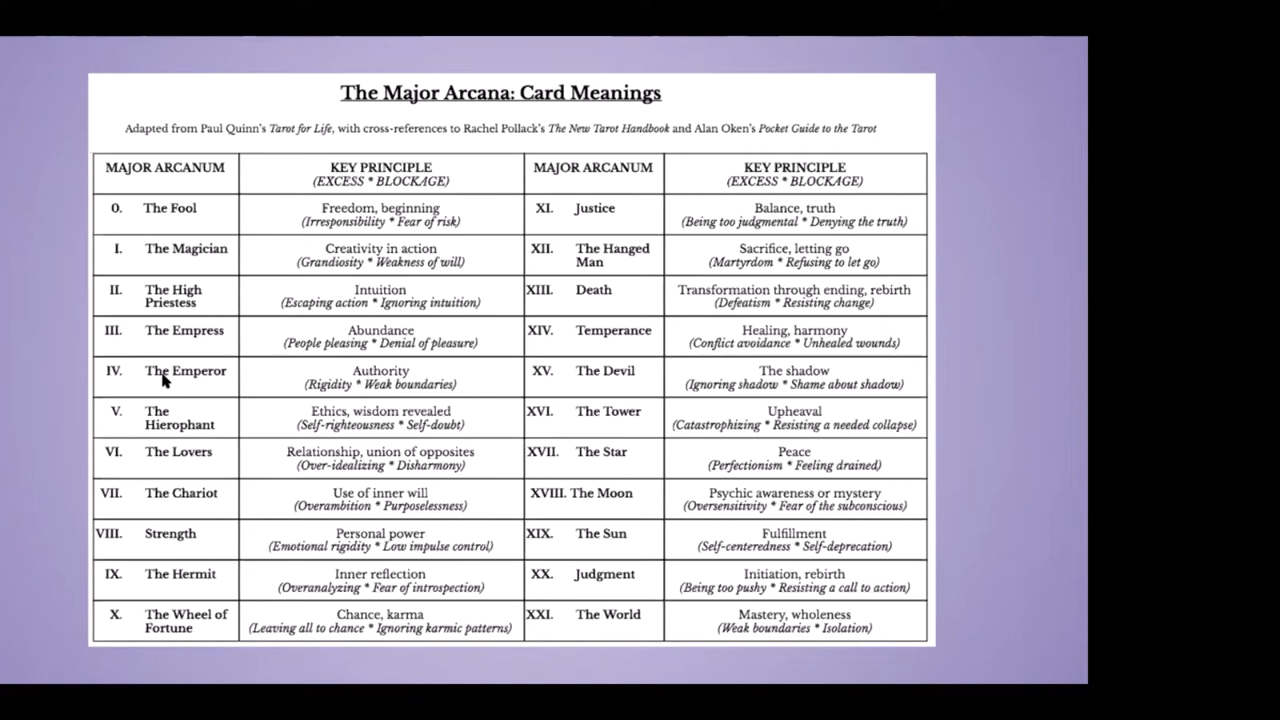 The Major Arcana: Card Meanings
Adapted from Paul Quinn's Tarot for Life, with cross-references to Rachel Pollack's The New Tarot Handbook and Alan Oken's Pocket Guide to the Tarot
MAJOR ARCANUM KEY PRINCIPLE MAJOR ARCANUM KEY PRINCIPLE
(EXCESS * BLOCKAGE) (EXCESS * BLOCKAGE)
0. The Fool Freedom, beginning XI. Justice Balance, truth
(Irresponsibility * Fear of risk) (Being too judgmental * Denying the truth)
I. The Magician Creativity in action XII. The Hanged Sacrifice, letting go
(Grandiosity * Weakness of will) Man (Martyrdom * Refusing to let go)
II. The High Intuition XIII. Death Transformation through ending, rebirth
Priestess (Escaping action * Ignoring intuition) (Defeatism * Resisting change)
III. The Empress Abundance XIV. Temperance Healing, harmony
(People pleasing * Denial of pleasure) (Conflict avoidance * Unhealed wounds)
IV. The Emperor Authority XV. The Devil The shadow
(Rigidity * Weak boundaries) (Ignoring shadow * Shame about shadow)
V. The Ethics, wisdom revealed XVI. The Tower Upheaval
Hierophant (Self-righteousness * Self-doubt) (Catastrophizing * Resisting a needed collapse)
VI. The Lovers Relationship, union of opposites XVII. The Star Peace
(Over-idealizing * Disharmony) (Perfectionism * Feeling drained)
VII. The Chariot Use of inner will XVIII. The Moon Psychic awareness or mystery
(Overambition * Purposelessness) (Oversensitivity * Fear of the subconscious)
VIII. Strength Personal power XIX. The Sun Fulfillment
(Emotional rigidity * Low impulse control) (Self-centeredness * Self-deprecation)
IX. The Hermit Inner reflection XX. Judgment Initiation, rebirth
(Overanalyzing * Fear of introspection) (Being too pushy * Resisting a call to action)
X. The Wheel of Chance, karma XXI. The World Mastery, wholeness
Fortune (Leaving all to chance * Ignoring karmic patterns) (Weak boundaries * Isolation)